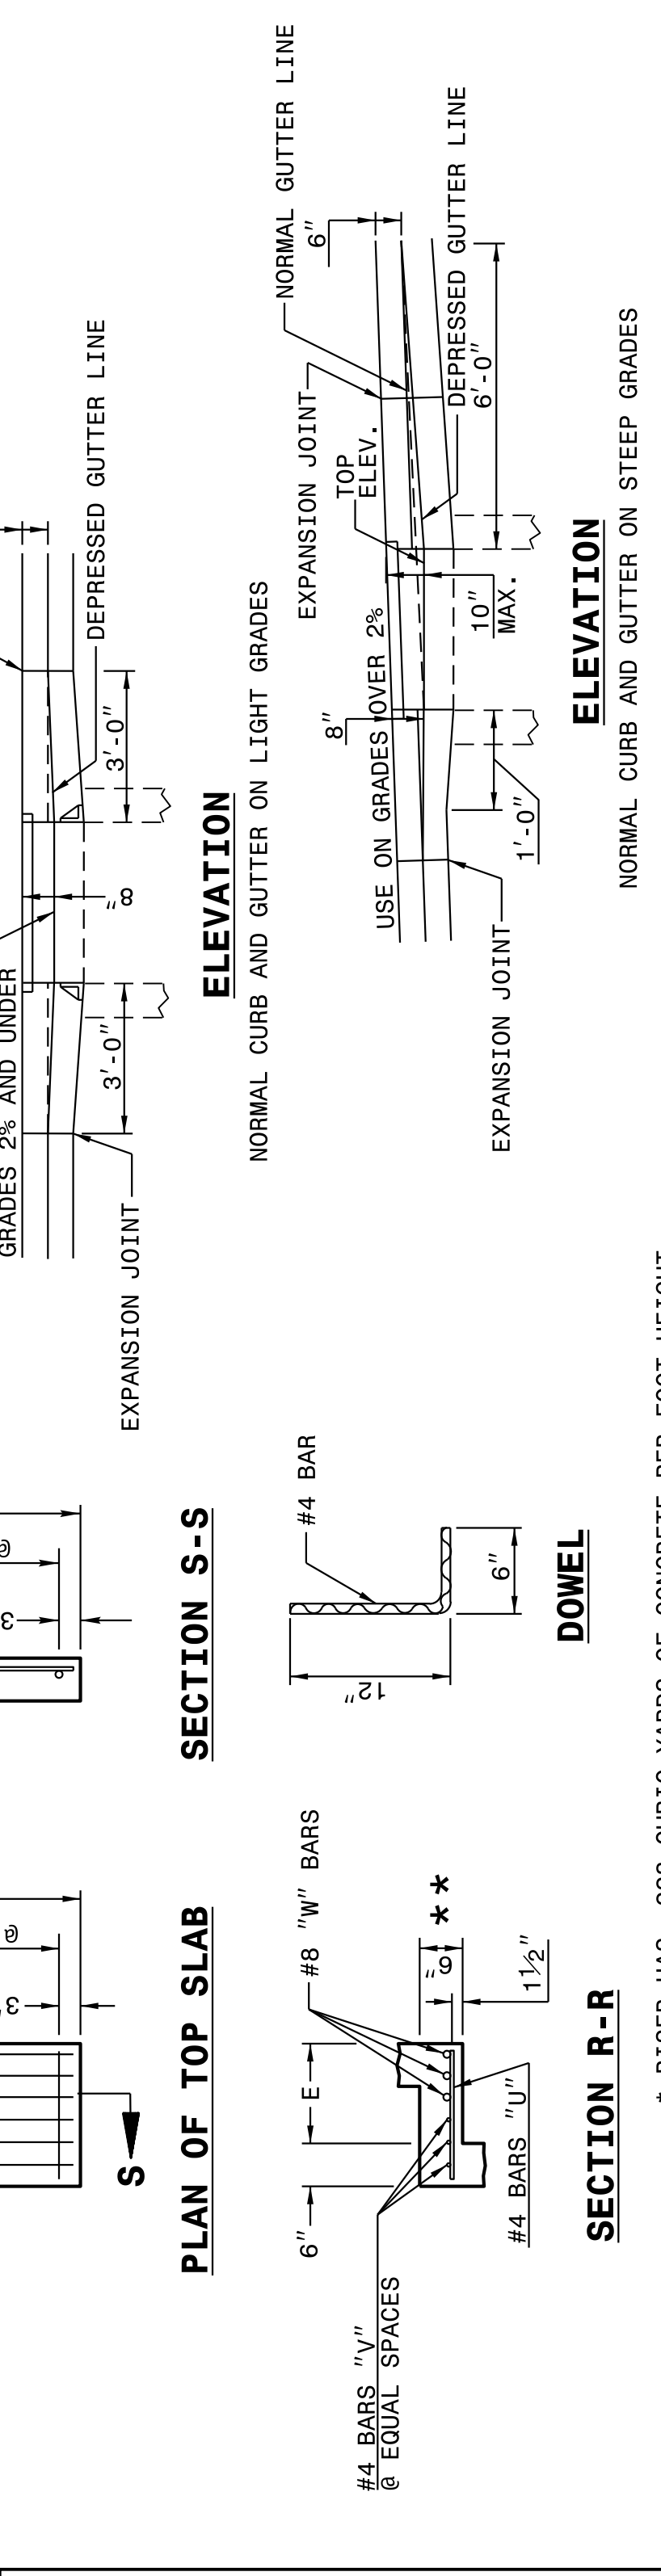 GRADES 2% AND UNDER
8"
3'-0"
3'-0"
DEPRESSED GUTTER LINE
EXPANSION JOINT
ELEVATION
NORMAL CURB AND GUTTER ON LIGHT GRADES
NORMAL GUTTER LINE
6"
EXPANSION JOINT
TOP
ELEV.
DEPRESSED GUTTER LINE
6'-0"
USE ON GRADES OVER 2%
8"
10"
MAX.
1'-0"
EXPANSION JOINT
ELEVATION
NORMAL CURB AND GUTTER ON STEEP GRADES
@
3
SECTION S-S
#4 BAR
12"
6"
DOWEL
@
3"
S
PLAN OF TOP SLAB
#8 "W" BARS
**
6"
1½"
E
6"
#4 BARS "U"
#4 BARS "V"
@ EQUAL SPACES
SECTION R-R